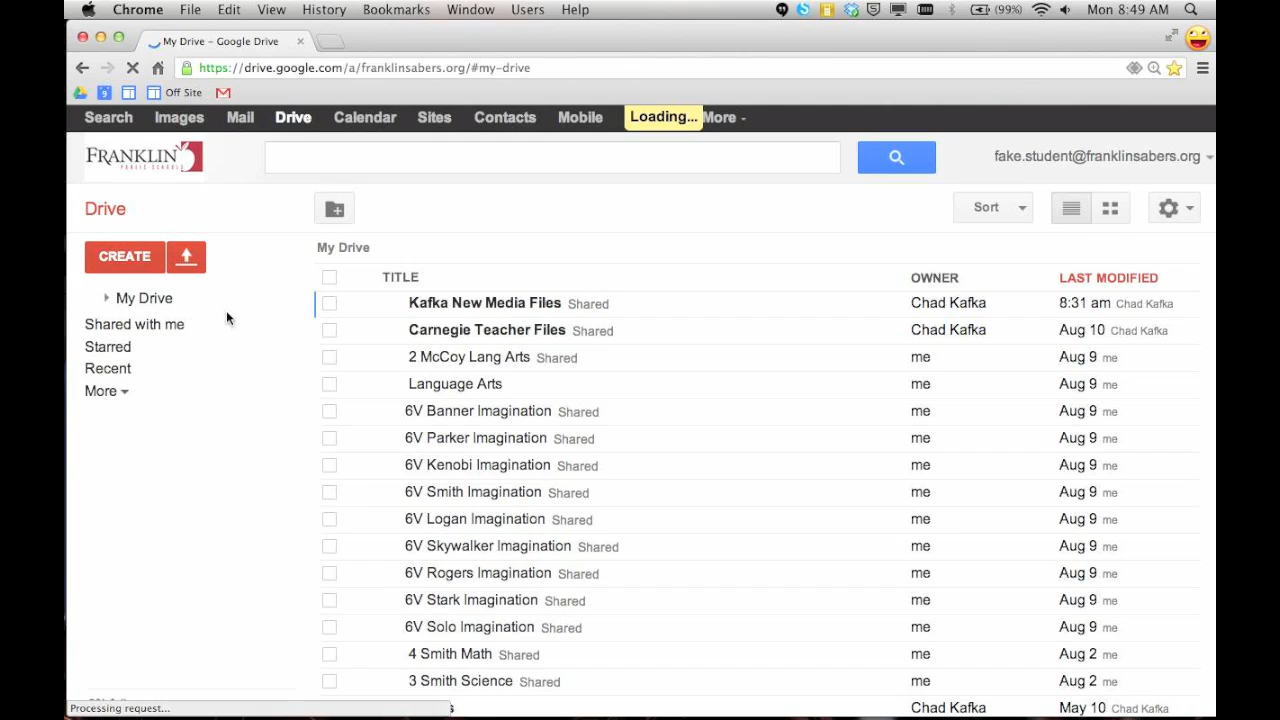 Chrome File Edit View History Bookmarks Window Users Help (99%) Mon 8:49 AM
My Drive – Google Drive
https://drive.google.com/a/franklinsabers.org/#my-drive
9 Off Site
Search Images Mail Drive Calendar Sites Contacts Mobile Loading... More
FRANKLIN
PUBLIC SCHOOLS
fake.student@franklinsabers.org
Drive
Sort
CREATE
My Drive
Shared with me
Starred
Recent
More
My Drive
TITLE OWNER LAST MODIFIED
Kafka New Media Files Shared Chad Kafka 8:31 am Chad Kafka
Carnegie Teacher Files Shared Chad Kafka Aug 10 Chad Kafka
2 McCoy Lang Arts Shared me Aug 9 me
Language Arts me Aug 9 me
6V Banner Imagination Shared me Aug 9 me
6V Parker Imagination Shared me Aug 9 me
6V Kenobi Imagination Shared me Aug 9 me
6V Smith Imagination Shared me Aug 9 me
6V Logan Imagination Shared me Aug 9 me
6V Skywalker Imagination Shared me Aug 9 me
6V Rogers Imagination Shared me Aug 9 me
6V Stark Imagination Shared me Aug 9 me
6V Solo Imagination Shared me Aug 9 me
4 Smith Math Shared me Aug 2 me
3 Smith Science Shared me Aug 2 me
Chad Kafka May 10 Chad Kafka
Processing request...